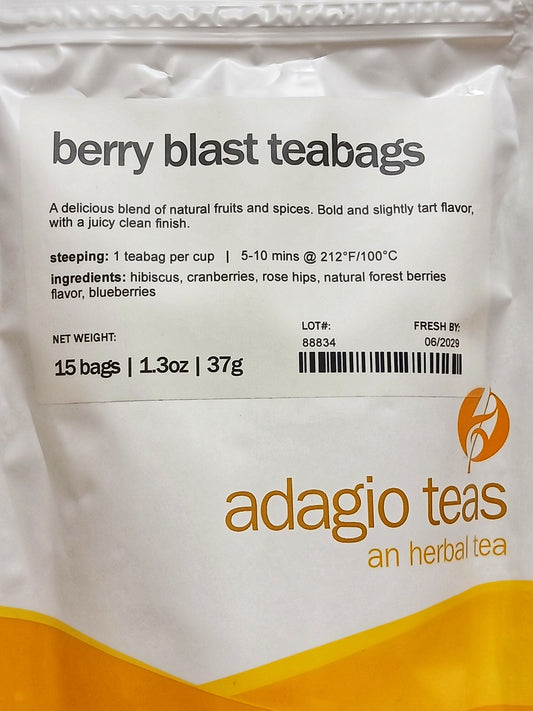 berry blast teabags
A delicious blend of natural fruits and spices. Bold and slightly tart flavor,
with a juicy clean finish.
steeping: 1 teabag per cup | 5-10 mins @ 212°F/100°C
ingredients: hibiscus, cranberries, rose hips, natural forest berries
flavor, blueberries
NET WEIGHT:
15 bags | 1.3oz | 37g
LOT#:
88834
FRESH BY:
06/2029
adagio teas
an herbal tea